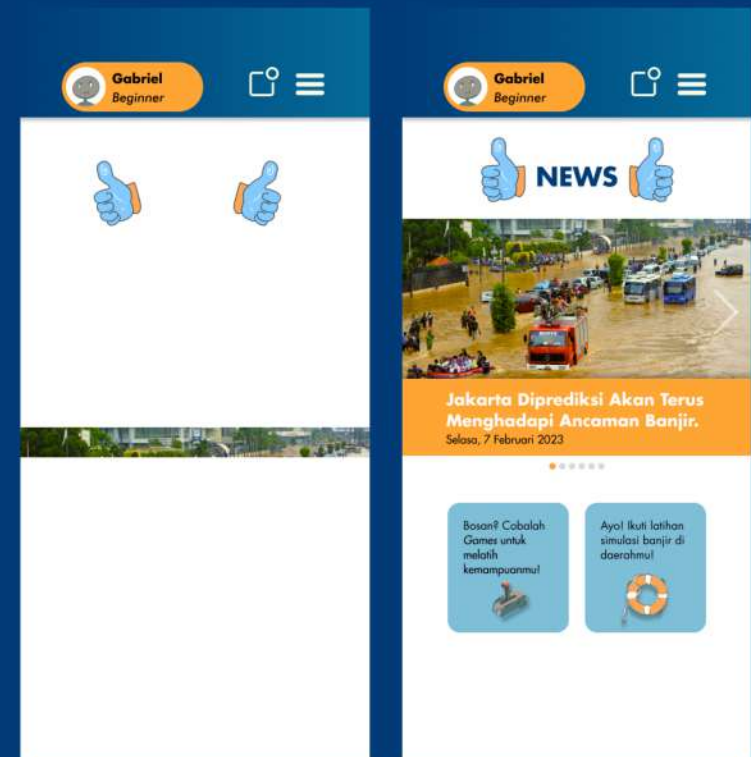 Gabriel
Beginner
Gabriel
Beginner
NEWS
Jakarta Diprediksi Akan Terus
Menghadapi Ancaman Banjir.
Selasa, 7 Februari 2023
Bosan? Cobalah
Games untuk
melatih
kemampuanmu!
Ayo! Ikuti latihan
simulasi banjir di
daerahmu!